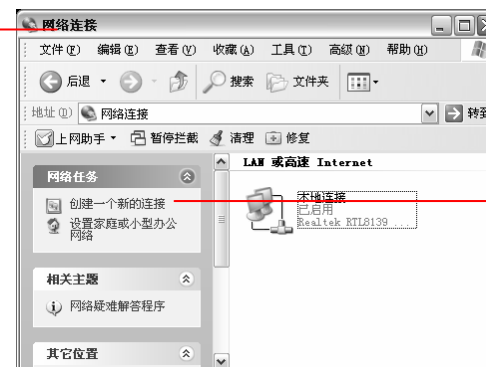 网络连接
文件(F) 编辑(E) 查看(V) 收藏(A) 工具(T) 高级(N) 帮助(H)
后退 搜索 文件夹
地址(D) 网络连接 转到
上网助手 暂停拦截 清理 修复
网络任务
创建一个新的连接
设置家庭或小型办公
网络
相关主题
网络疑难解答程序
其它位置
LAN 或高速 Internet
本地连接
已启用
Realtek RTL8139 ...